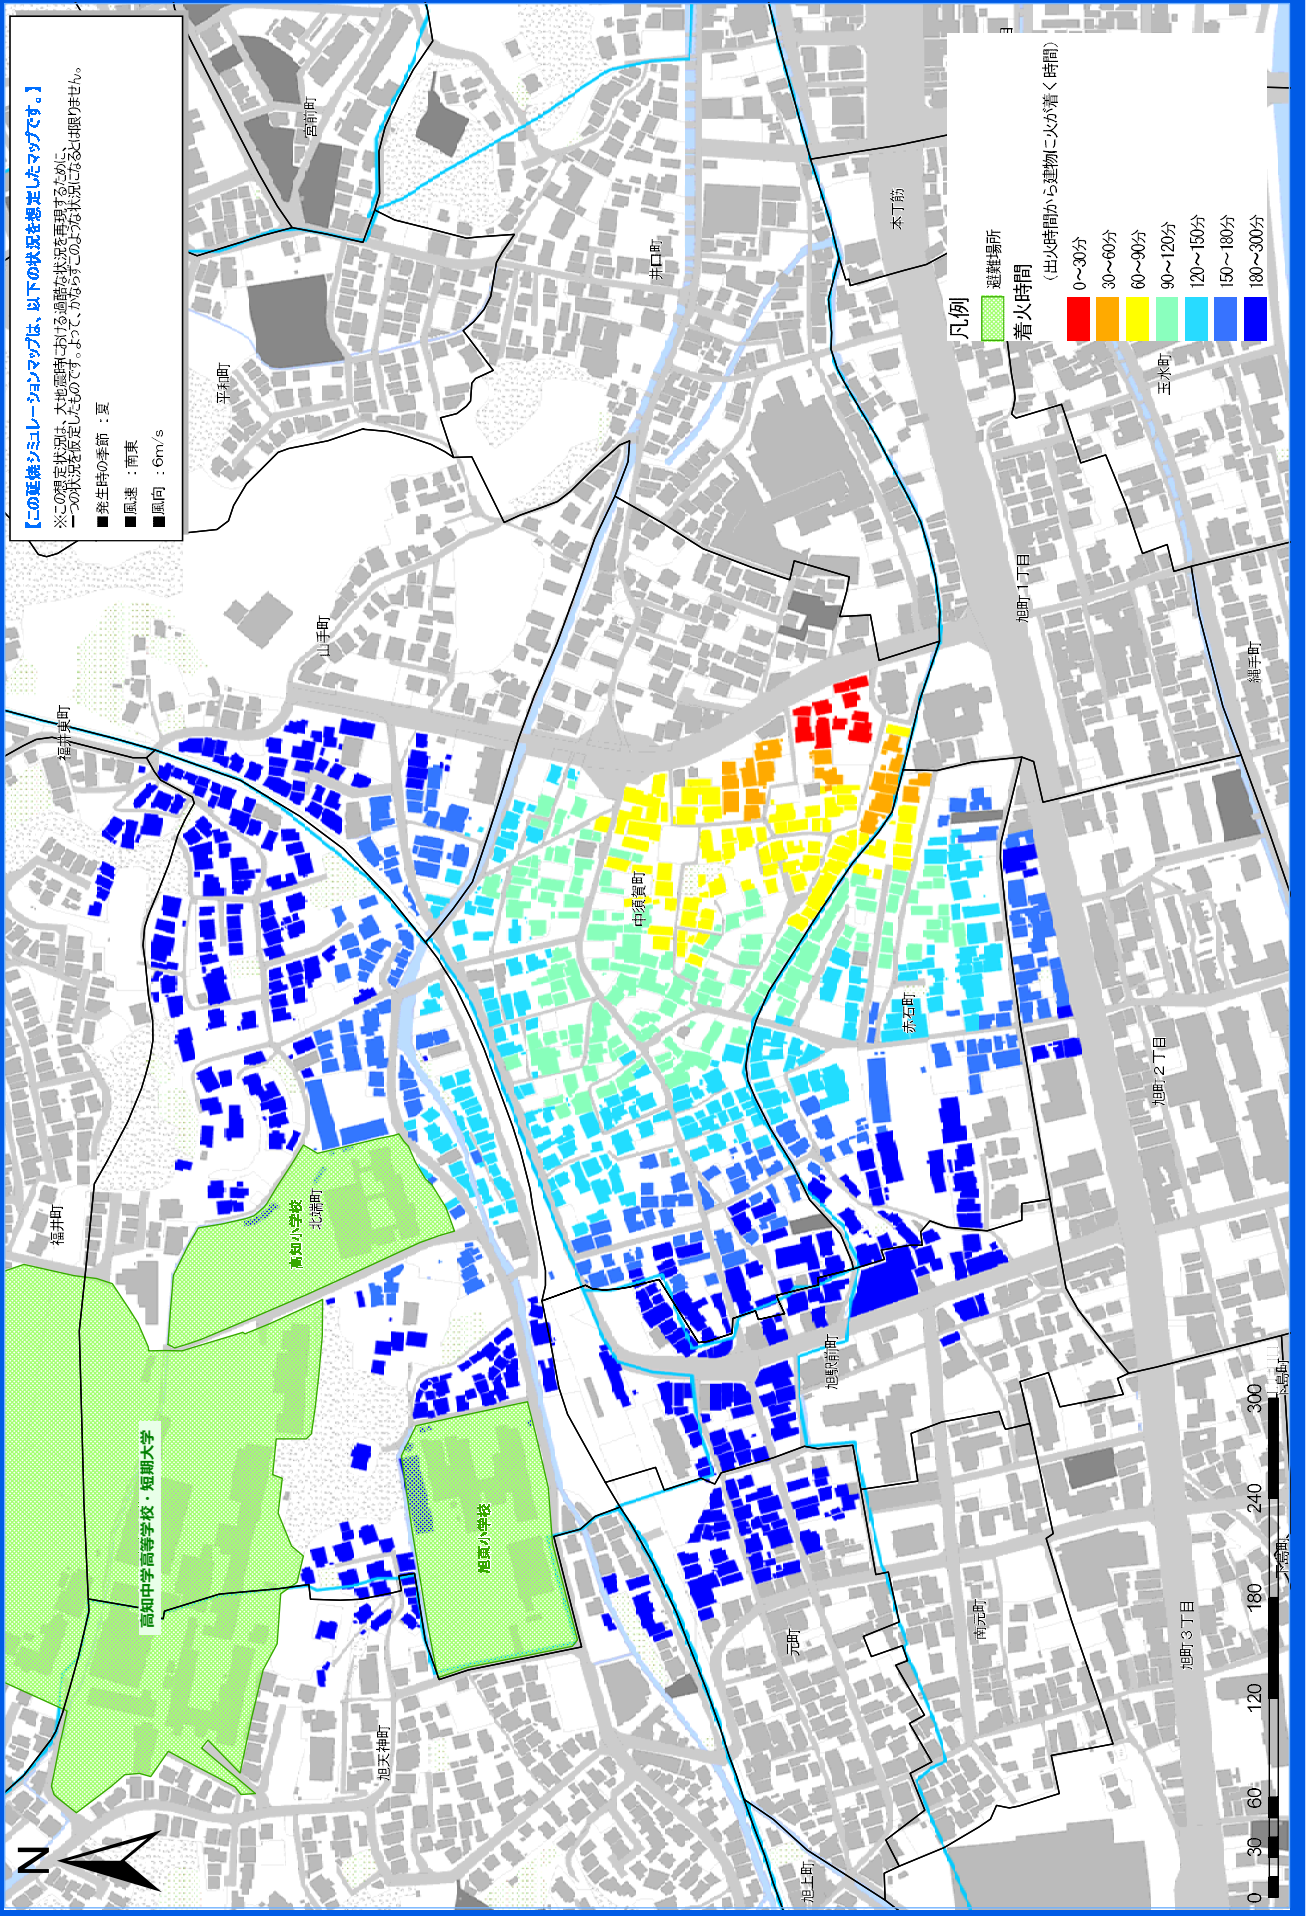 【この延焼シミュレーションマップは、以下の状況を想定したマップです。】
※この想定状況は、大地震時における過酷な状況を再現するために、
一つの状況を仮定したものです。よって、かならずこのような状況になるとは限りません。
■発生時の季節　：夏
■風速　：南東
■風向　：6m/s
N
宮前町
平和町
井口町
山手町
福井東町
福井町
本丁筋
凡例
避難場所
着火時間
（出火時間から建物に火が着く時間）
0～30分
30～60分
60～90分
90～120分
120～150分
150～180分
180～300分
玉水町
縄手町
旭町１丁目
中須賀町
赤石町
旭町２丁目
高知小学校
北端町
高知中学高等学校・短期大学
旭東小学校
旭駅前町
元町
南元町
旭町３丁目
旭天神町
旭上町
下島町
0 30 60 120 180 240 300